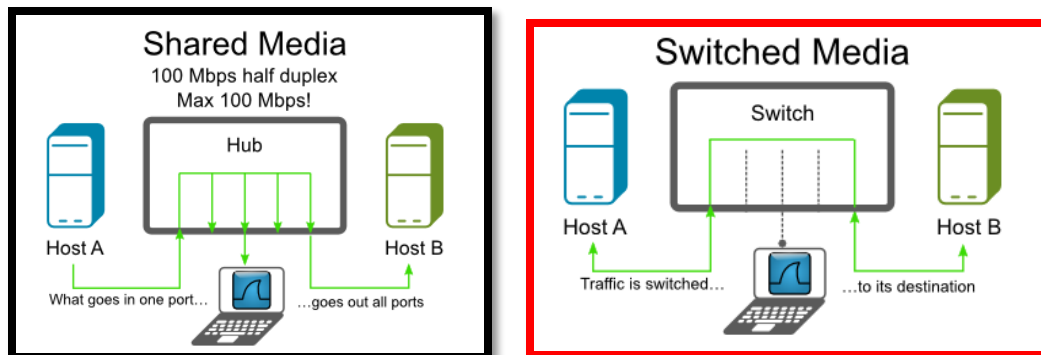 Shared Media
100 Mbps half duplex
Max 100 Mbps!
Hub
Host A
Host B
What goes in one port…
…goes out all ports
Switched Media
Switch
Host A
Host B
Traffic is switched…
…to its destination